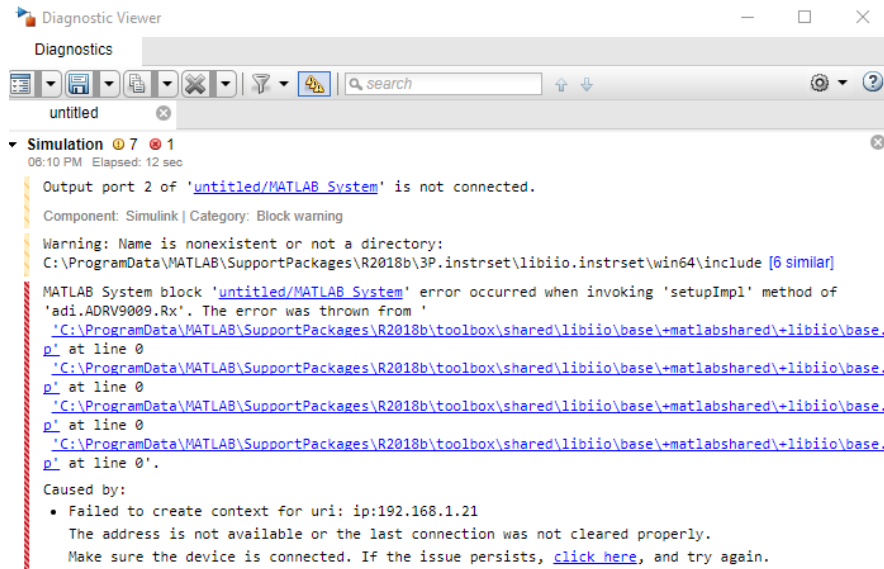 Diagnostic Viewer
Diagnostics
search
untitled
Simulation 7 1
06:10 PM Elapsed: 12 sec
Output port 2 of 'untitled/MATLAB System' is not connected.
Component: Simulink | Category: Block warning
Warning: Name is nonexistent or not a directory:
C:\ProgramData\MATLAB\SupportPackages\R2018b\3P.instrset\libiio.instrset\win64\include [6 similar]
MATLAB System block 'untitled/MATLAB System' error occurred when invoking 'setupImpl' method of
'adi.ADRV9009.Rx'. The error was thrown from '
'C:\ProgramData\MATLAB\SupportPackages\R2018b\toolbox\shared\libiio\base\+matlabshared\+libiio\base.
p' at line 0
'C:\ProgramData\MATLAB\SupportPackages\R2018b\toolbox\shared\libiio\base\+matlabshared\+libiio\base.
p' at line 0
'C:\ProgramData\MATLAB\SupportPackages\R2018b\toolbox\shared\libiio\base\+matlabshared\+libiio\base.
p' at line 0
'C:\ProgramData\MATLAB\SupportPackages\R2018b\toolbox\shared\libiio\base\+matlabshared\+libiio\base.
p' at line 0'.
Caused by:
• Failed to create context for uri: ip:192.168.1.21
The address is not available or the last connection was not cleared properly.
Make sure the device is connected. If the issue persists, click here, and try again.